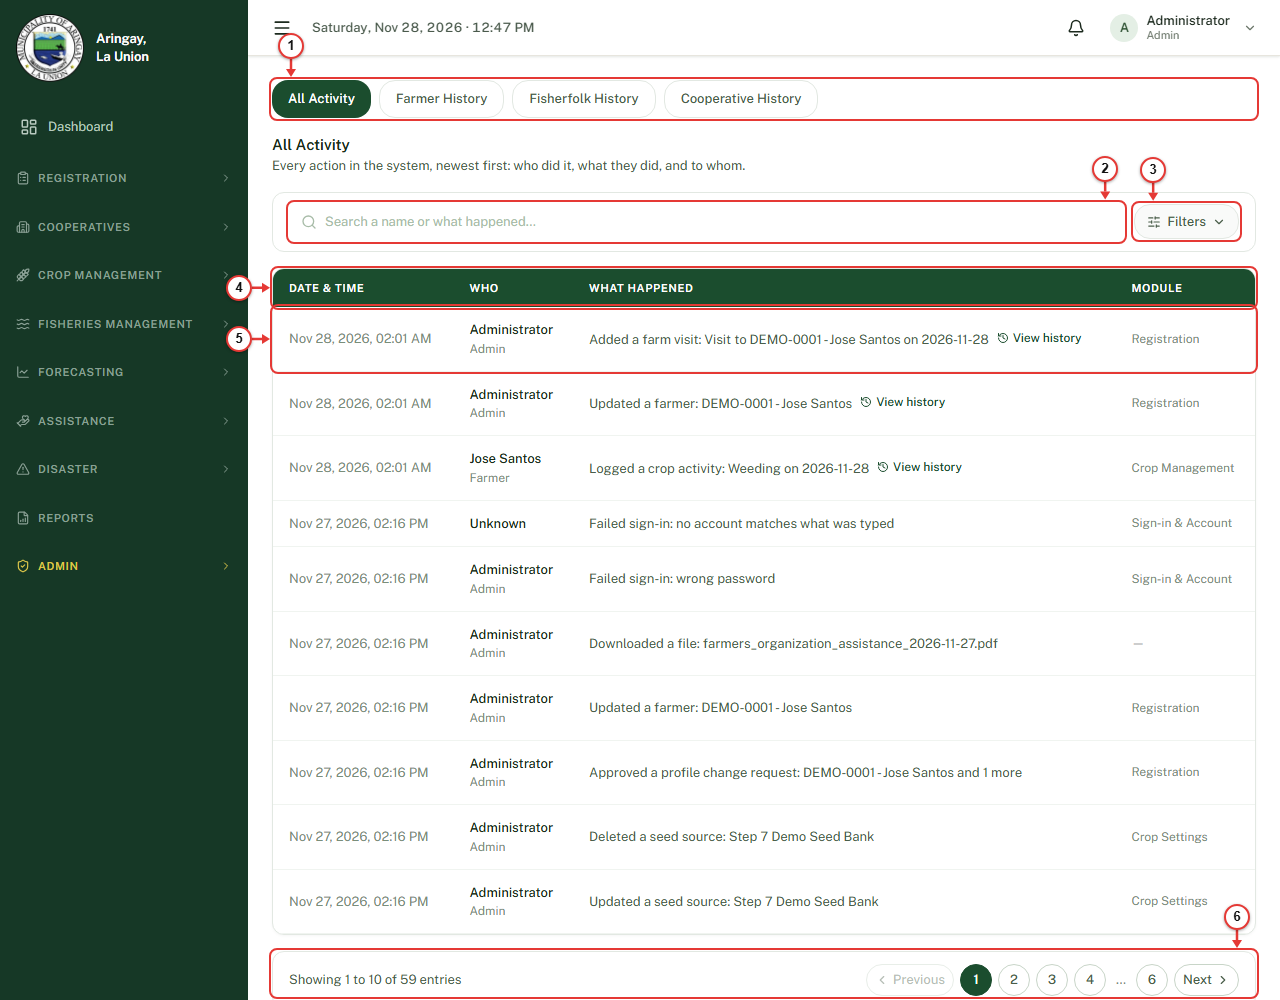 MUNICIPALITY OF ARINGAY
1741
LA UNION
Aringay,
La Union
Dashboard
REGISTRATION
COOPERATIVES
CROP MANAGEMENT
FISHERIES MANAGEMENT
FORECASTING
ASSISTANCE
DISASTER
REPORTS
ADMIN
Saturday, Nov 28, 2026 · 12:47 PM
A
Administrator
Admin
1
All Activity
Farmer History
Fisherfolk History
Cooperative History
All Activity
Every action in the system, newest first: who did it, what they did, and to whom.
2
3
Search a name or what happened...
Filters
4
DATE & TIME WHO WHAT HAPPENED MODULE
5
Nov 28, 2026, 02:01 AM Administrator Added a farm visit: Visit to DEMO-0001 - Jose Santos on 2026-11-28 View history Registration
Admin
Nov 28, 2026, 02:01 AM Administrator Updated a farmer: DEMO-0001 - Jose Santos View history Registration
Admin
Nov 28, 2026, 02:01 AM Jose Santos Logged a crop activity: Weeding on 2026-11-28 View history Crop Management
Farmer
Nov 27, 2026, 02:16 PM Unknown Failed sign-in: no account matches what was typed Sign-in & Account
Nov 27, 2026, 02:16 PM Administrator Failed sign-in: wrong password Sign-in & Account
Admin
Nov 27, 2026, 02:16 PM Administrator Downloaded a file: farmers_organization_assistance_2026-11-27.pdf —
Admin
Nov 27, 2026, 02:16 PM Administrator Updated a farmer: DEMO-0001 - Jose Santos Registration
Admin
Nov 27, 2026, 02:16 PM Administrator Approved a profile change request: DEMO-0001 - Jose Santos and 1 more Registration
Admin
Nov 27, 2026, 02:16 PM Administrator Deleted a seed source: Step 7 Demo Seed Bank Crop Settings
Admin
Nov 27, 2026, 02:16 PM Administrator Updated a seed source: Step 7 Demo Seed Bank Crop Settings
Admin
6
Showing 1 to 10 of 59 entries
Previous 1 2 3 4 ... 6 Next